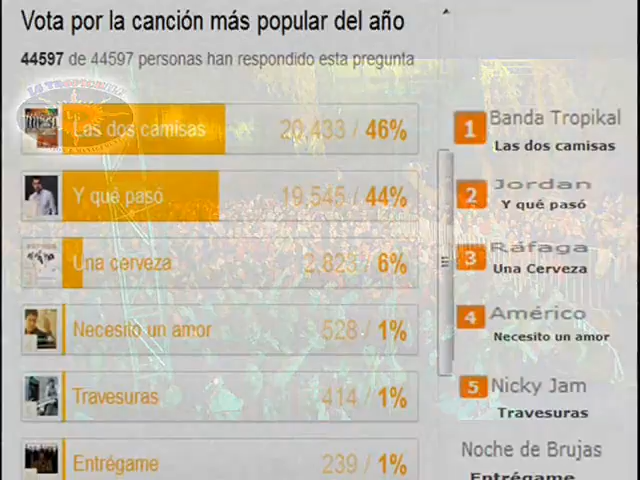 Vota por la canción más popular del año
44597 de 44597 personas han respondido esta pregunta
Las dos camisas 20,433 / 46%
Y qué pasó 19,545 / 44%
Una cerveza 2,823 / 6%
Necesito un amor 528 / 1%
Travesuras 414 / 1%
Entrégame 239 / 1%
1 Banda Tropikal
Las dos camisas
2 Jordan
Y qué pasó
3 Ráfaga
Una Cerveza
4 Américo
Necesito un amor
5 Nicky Jam
Travesuras
Noche de Brujas
Entrégame